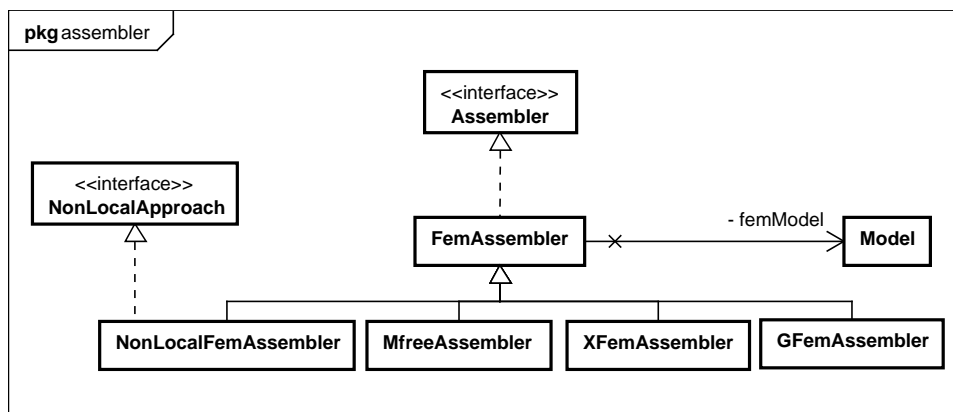 pkg assembler
<<interface>>
Assembler
<<interface>>
NonLocalApproach
- femModel
FemAssembler
Model
NonLocalFemAssembler
MfreeAssembler
XFemAssembler
GFemAssembler